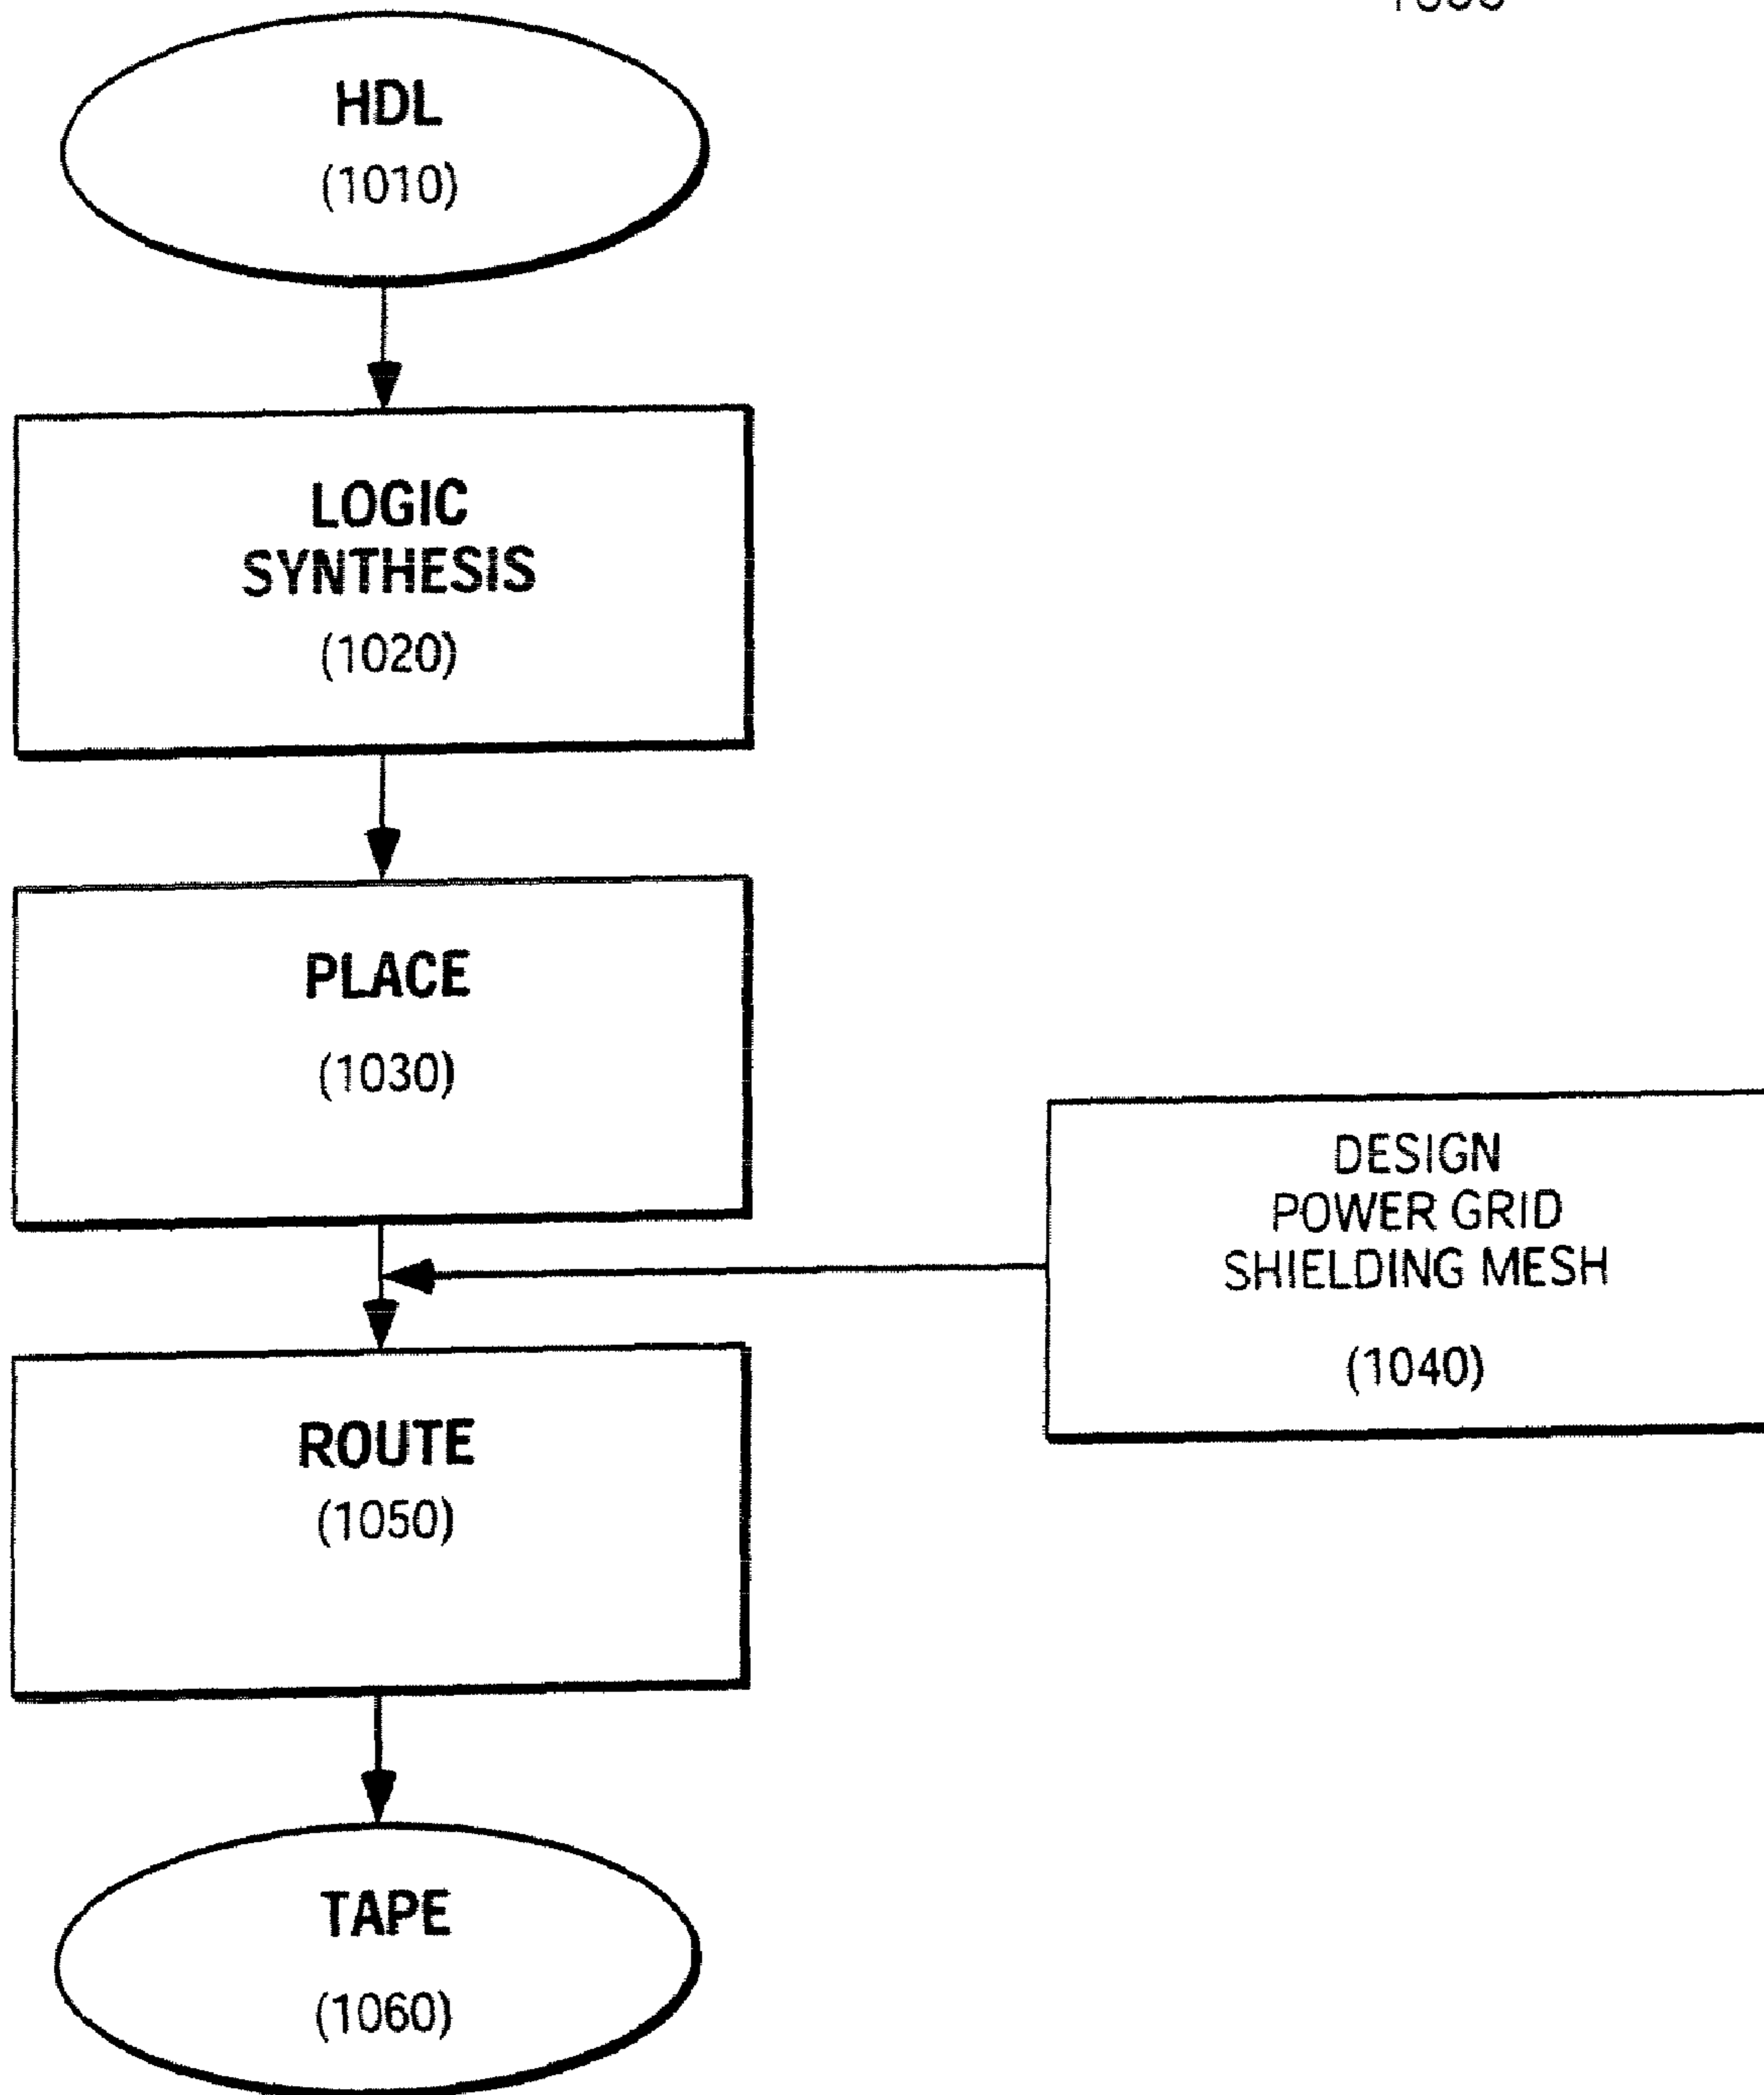 HDL
(1010)
LOGIC
SYNTHESIS
(1020)
PLACE
(1030)
DESIGN
POWER GRID
SHIELDING MESH
(1040)
ROUTE
(1050)
TAPE
(1060)